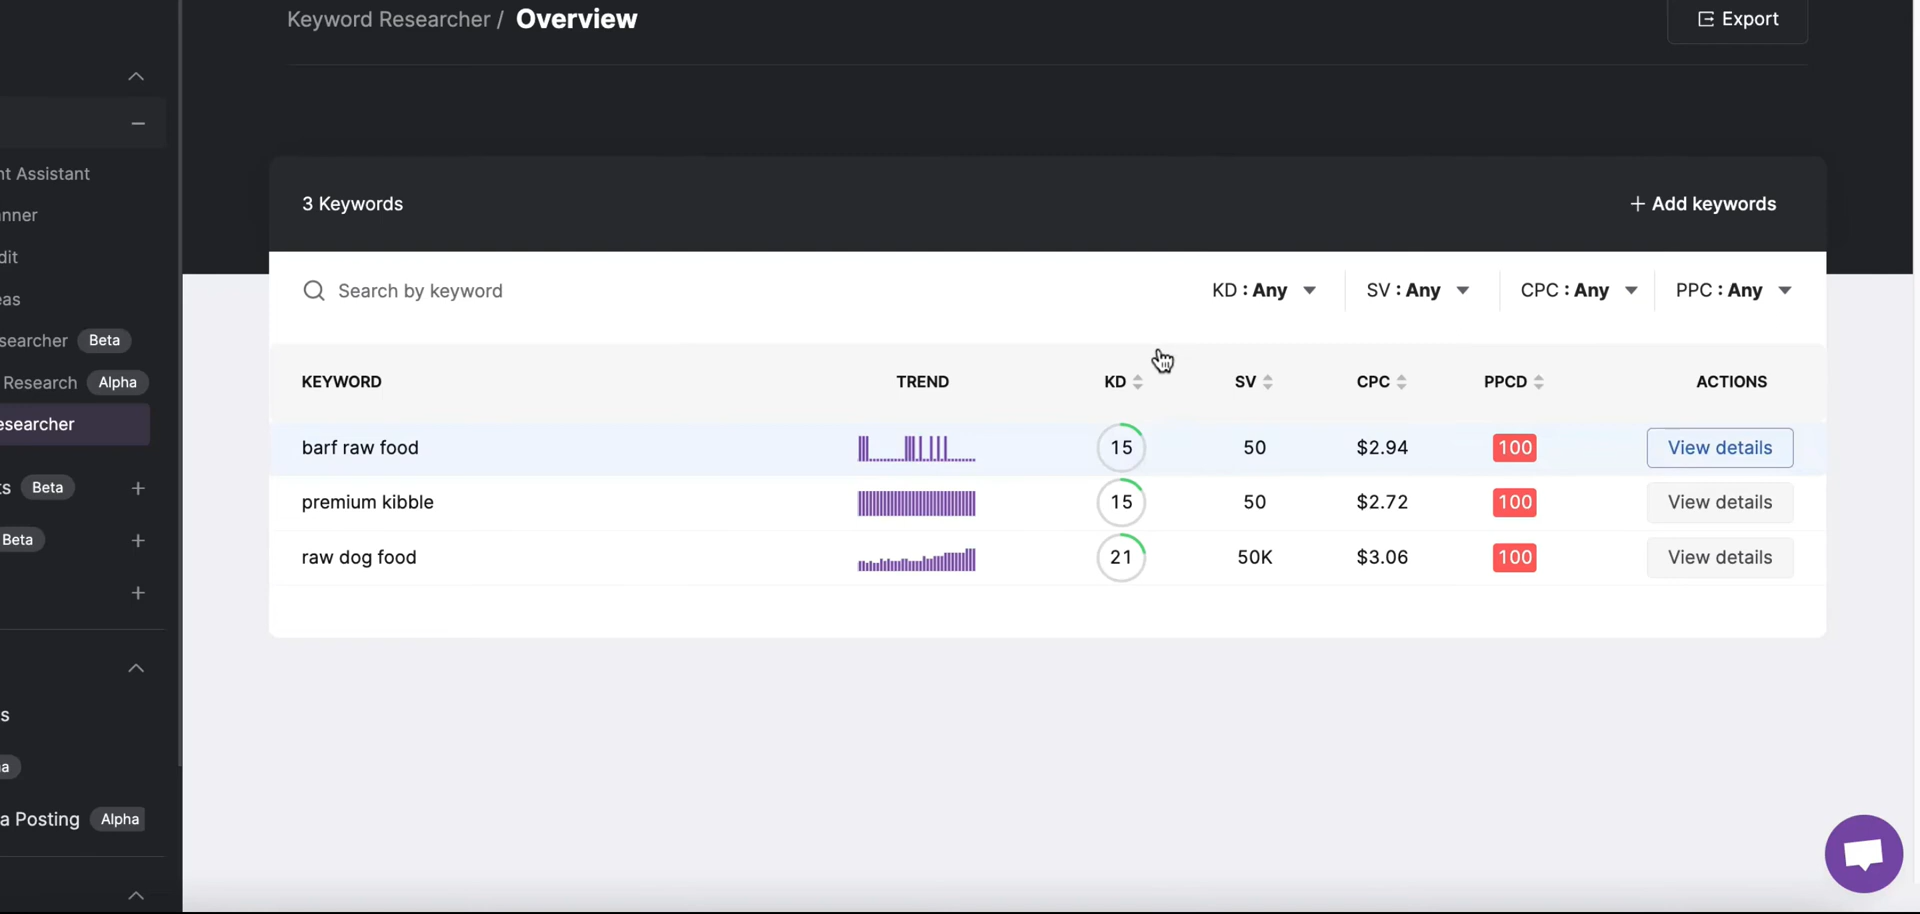 Keyword Researcher / Overview
Export
nt Assistant
nner
dit
eas
searcher Beta
Research Alpha
esearcher
ts Beta
Beta
s
a
a Posting Alpha
3 Keywords
+ Add keywords
Search by keyword
KD : Any
SV : Any
CPC : Any
PPC : Any
KEYWORD TREND KD SV CPC PPCD ACTIONS
barf raw food 15 50 $2.94 100 View details
premium kibble 15 50 $2.72 100 View details
raw dog food 21 50K $3.06 100 View details